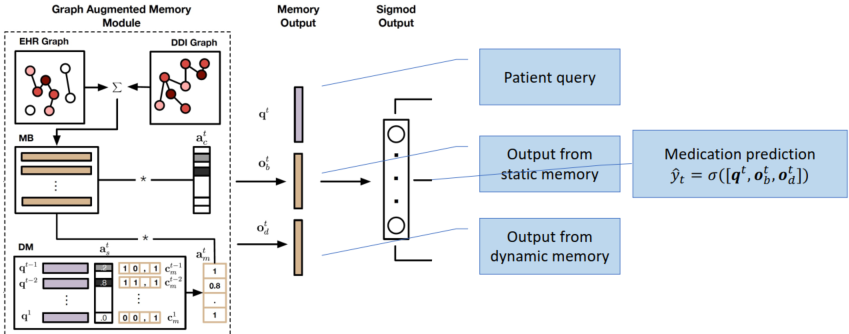 Graph Augmented Memory
Module
Memory
Output
Sigmod
Output
EHR Graph
DDI Graph
Σ
MB
a_c^t
*
q^t
o_b^t
o_d^t
*
DM
a_s^t
a_m^t
q^{t-1} .2 1 0 , 1 c_m^{t-1}
q^{t-2} .8 1 1 , 1 c_m^{t-2}
q^1 .0 0 0 , 1 c_m^1
1
0.8
.
1
Patient query
Output from
static memory
Medication prediction
ŷ_t = σ([q^t, o_b^t, o_d^t])
Output from
dynamic memory